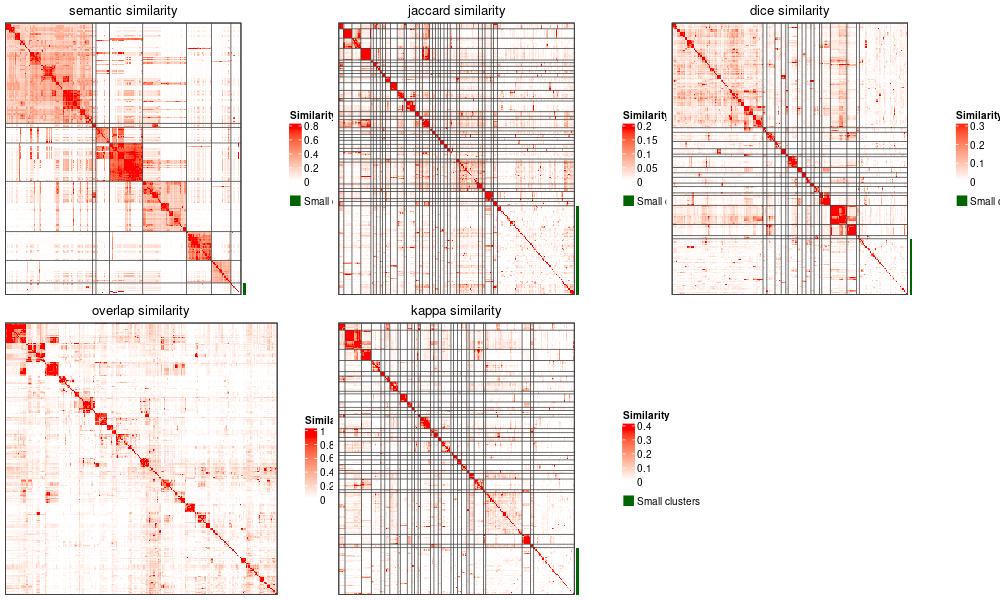 semantic similarity
Similarity
0.8
0.6
0.4
0.2
0
Small
jaccard similarity
Similarity
0.2
0.15
0.1
0.05
0
Small
dice similarity
Similarity
0.3
0.2
0.1
0
Small
overlap similarity
Simila
1
0.8
0.6
0.4
0.2
0
kappa similarity
Similarity
0.4
0.3
0.2
0.1
0
Small clusters